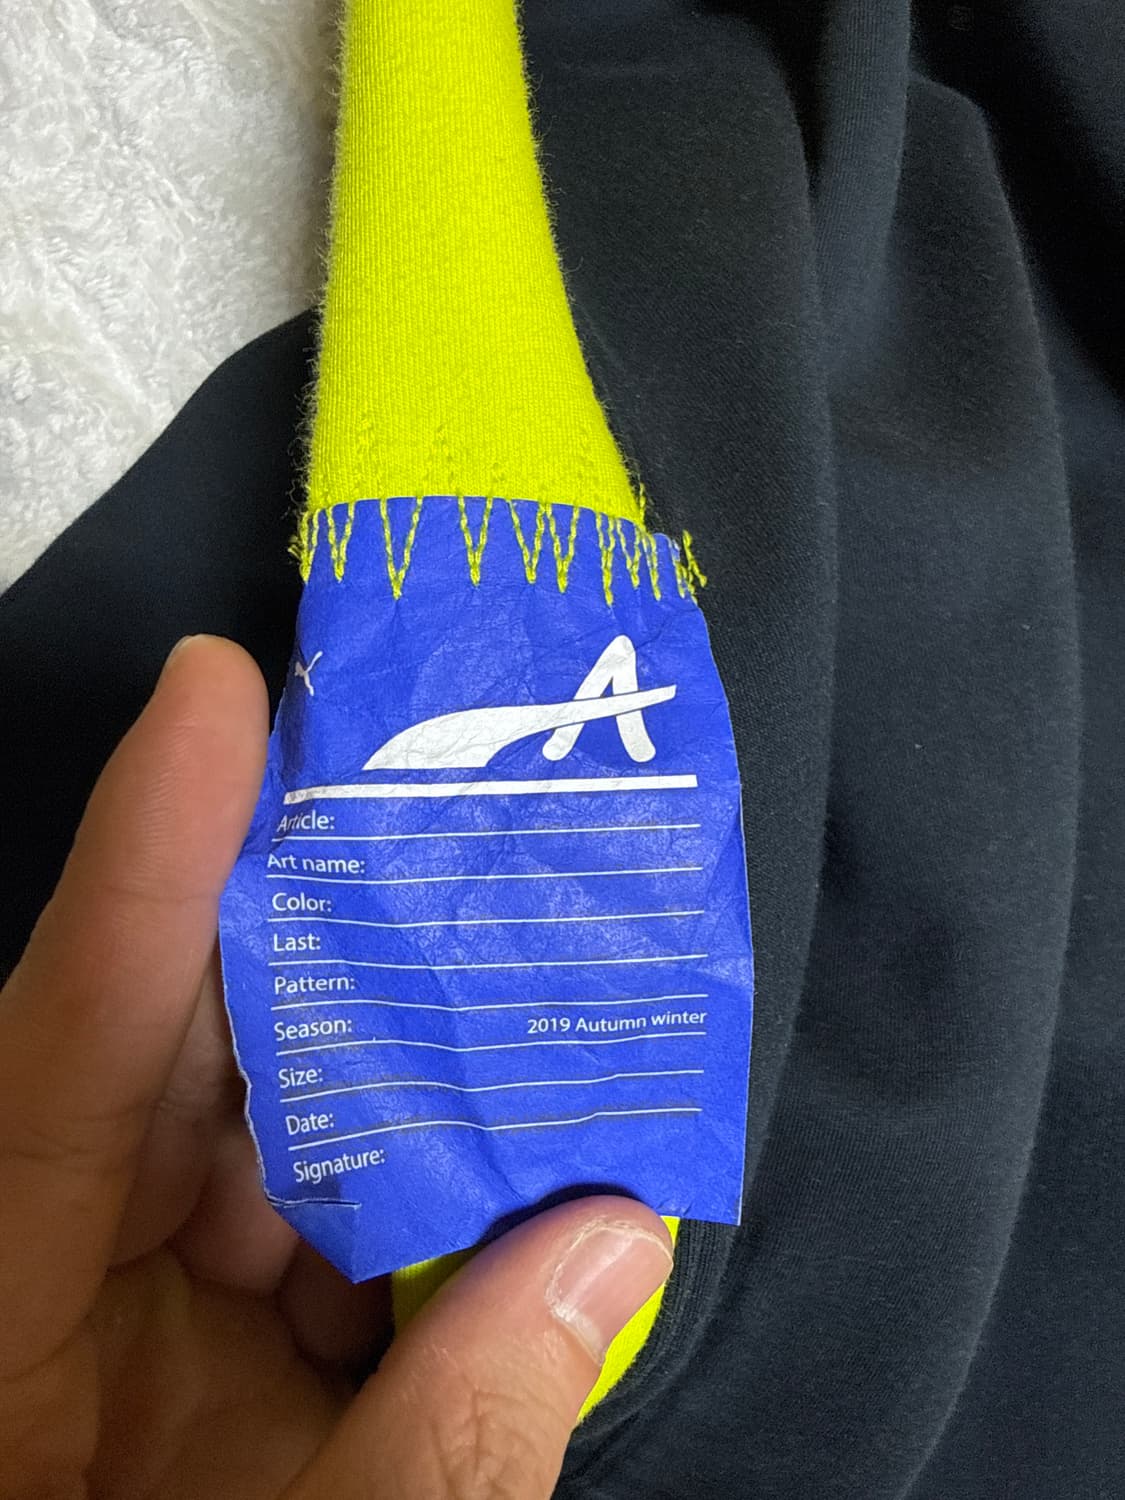 A
Article:
Art name:
Color:
Last:
Pattern:
Season: 2019 Autumn winter
Size:
Date:
Signature: